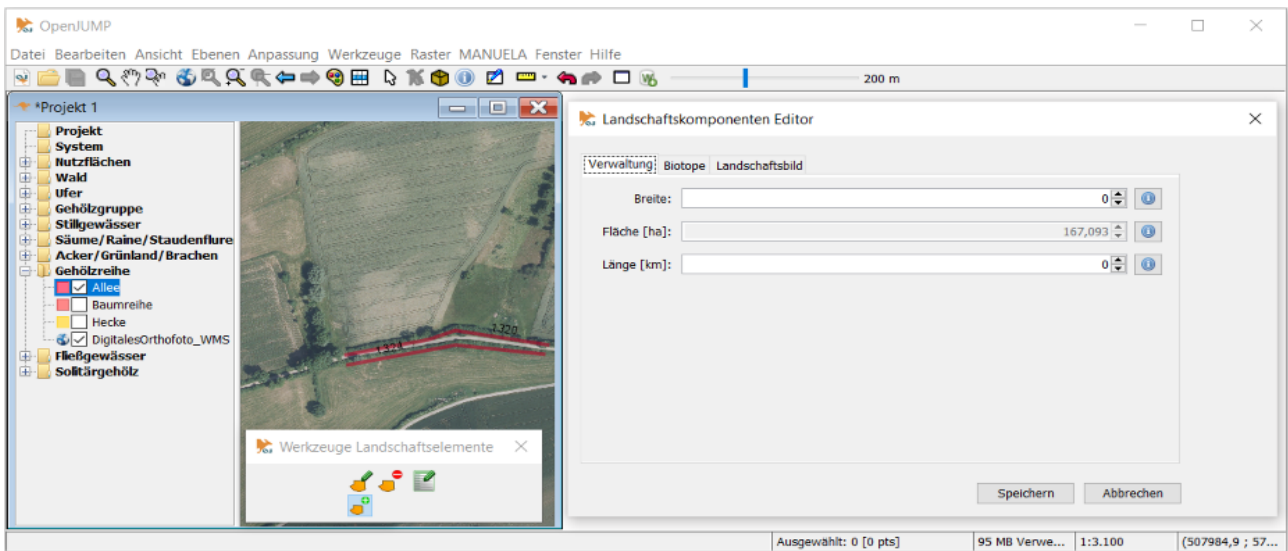 OpenJUMP
Datei Bearbeiten Ansicht Ebenen Anpassung Werkzeuge Raster MANUELA Fenster Hilfe
200 m
*Projekt 1
Projekt
System
Nutzflächen
Wald
Ufer
Gehölzgruppe
Stillgewässer
Säume/Raine/Staudenflure
Acker/Grünland/Brachen
Gehölzreihe
Allee
Baumreihe
Hecke
DigitalesOrthofoto_WMS
Fließgewässer
Solitärgehölz
1.320
Werkzeuge Landschaftselemente
Landschaftskomponenten Editor
Verwaltung Biotope Landschaftsbild
Breite: 0
Fläche [ha]: 167,093
Länge [km]: 0
Speichern Abbrechen
Ausgewählt: 0 [0 pts] 95 MB Verwe... 1:3.100 (507984,9 ; 57...